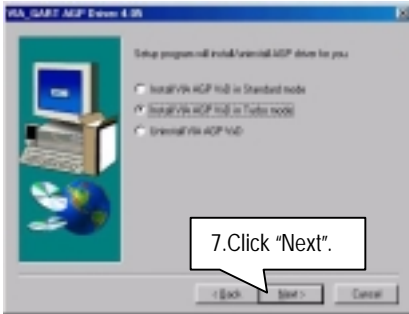 VIA_GART AGP Driver 4.05
Setup program will install/uninstall AGP driver for you
Install VIA AGP VxD in Standard mode
Install VIA AGP VxD in Turbo mode
Uninstall VIA AGP VxD
7.Click “Next”.
< Back
Next >
Cancel